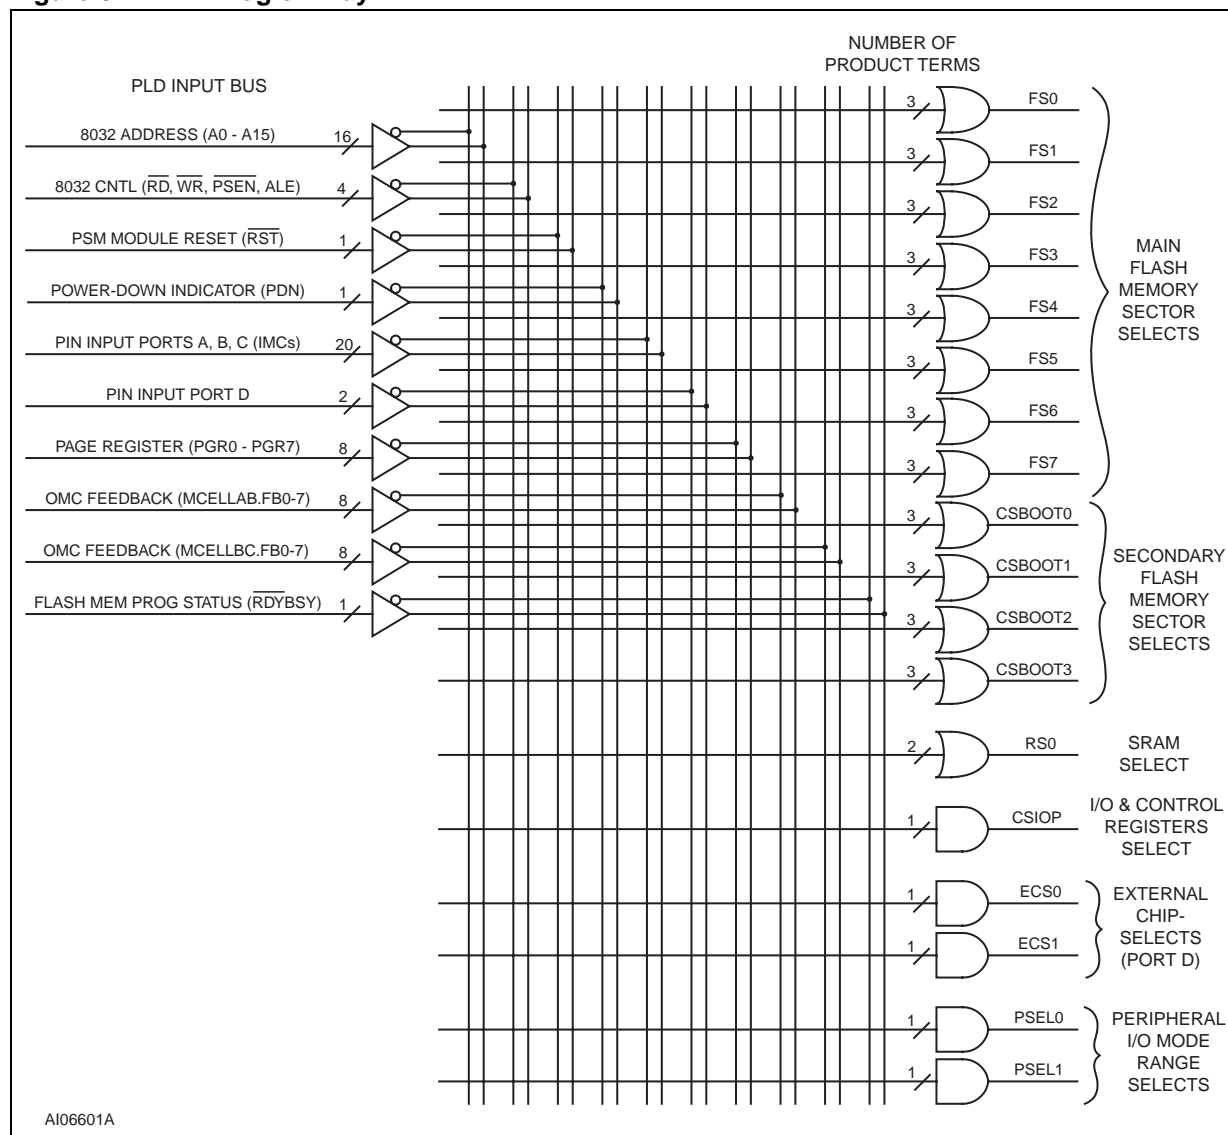 NUMBER OF
PRODUCT TERMS
PLD INPUT BUS
8032 ADDRESS (A0 - A15)
16
8032 CNTL (RD, WR, PSEN, ALE)
4
PSM MODULE RESET (RST)
1
POWER-DOWN INDICATOR (PDN)
1
PIN INPUT PORTS A, B, C (IMCs)
20
PIN INPUT PORT D
2
PAGE REGISTER (PGR0 - PGR7)
8
OMC FEEDBACK (MCELLAB.FB0-7)
8
OMC FEEDBACK (MCELLBC.FB0-7)
8
FLASH MEM PROG STATUS (RDYBSY)
1
3
FS0
3
FS1
3
FS2
3
FS3
3
FS4
3
FS5
3
FS6
3
FS7
MAIN
FLASH
MEMORY
SECTOR
SELECTS
3
CSBOOT0
3
CSBOOT1
3
CSBOOT2
3
CSBOOT3
SECONDARY
FLASH
MEMORY
SECTOR
SELECTS
2
RS0
SRAM
SELECT
1
CSIOP
I/O & CONTROL
REGISTERS
SELECT
1
ECS0
1
ECS1
EXTERNAL
CHIP-
SELECTS
(PORT D)
1
PSEL0
1
PSEL1
PERIPHERAL
I/O MODE
RANGE
SELECTS
AI06601A